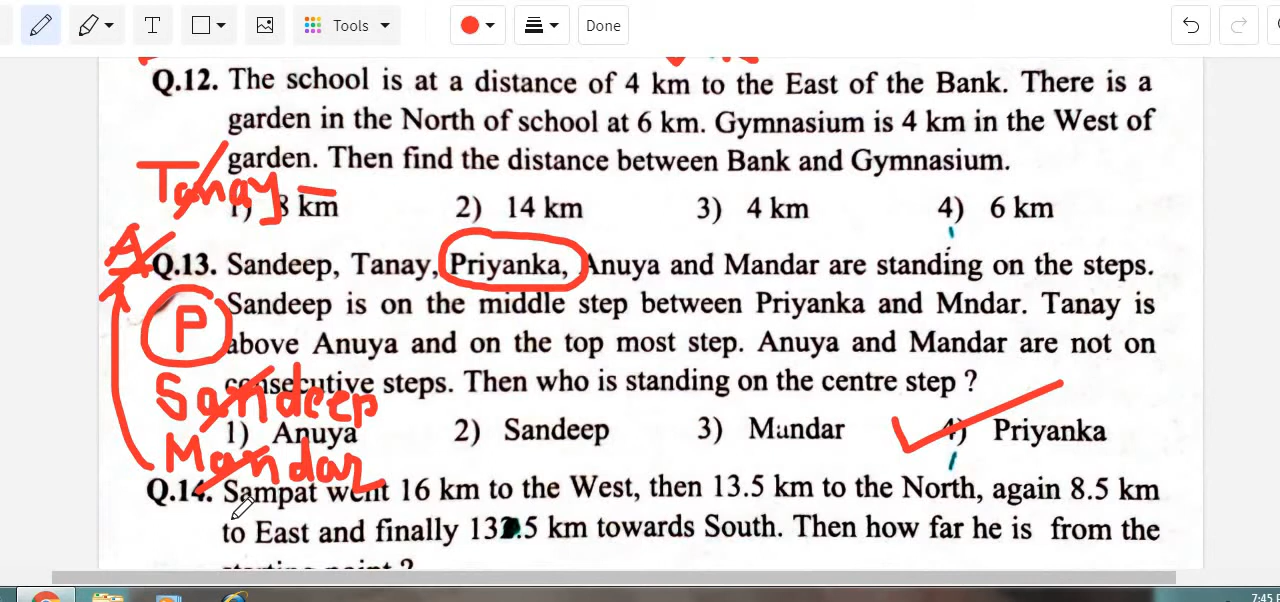 T Tools Done
Q.12. The school is at a distance of 4 km to the East of the Bank. There is a
garden in the North of school at 6 km. Gymnasium is 4 km in the West of
garden. Then find the distance between Bank and Gymnasium.
Tanay
1) 8 km 2) 14 km 3) 4 km 4) 6 km
A
Q.13. Sandeep, Tanay, Priyanka, Anuya and Mandar are standing on the steps.
Sandeep is on the middle step between Priyanka and Mndar. Tanay is
P
above Anuya and on the top most step. Anuya and Mandar are not on
consecutive steps. Then who is standing on the centre step ?
Sandeep
1) Anuya 2) Sandeep 3) Mandar 4) Priyanka
Mandar
Q.14. Sampat went 16 km to the West, then 13.5 km to the North, again 8.5 km
to East and finally 13 .5 km towards South. Then how far he is from the
starting point ?
7:45